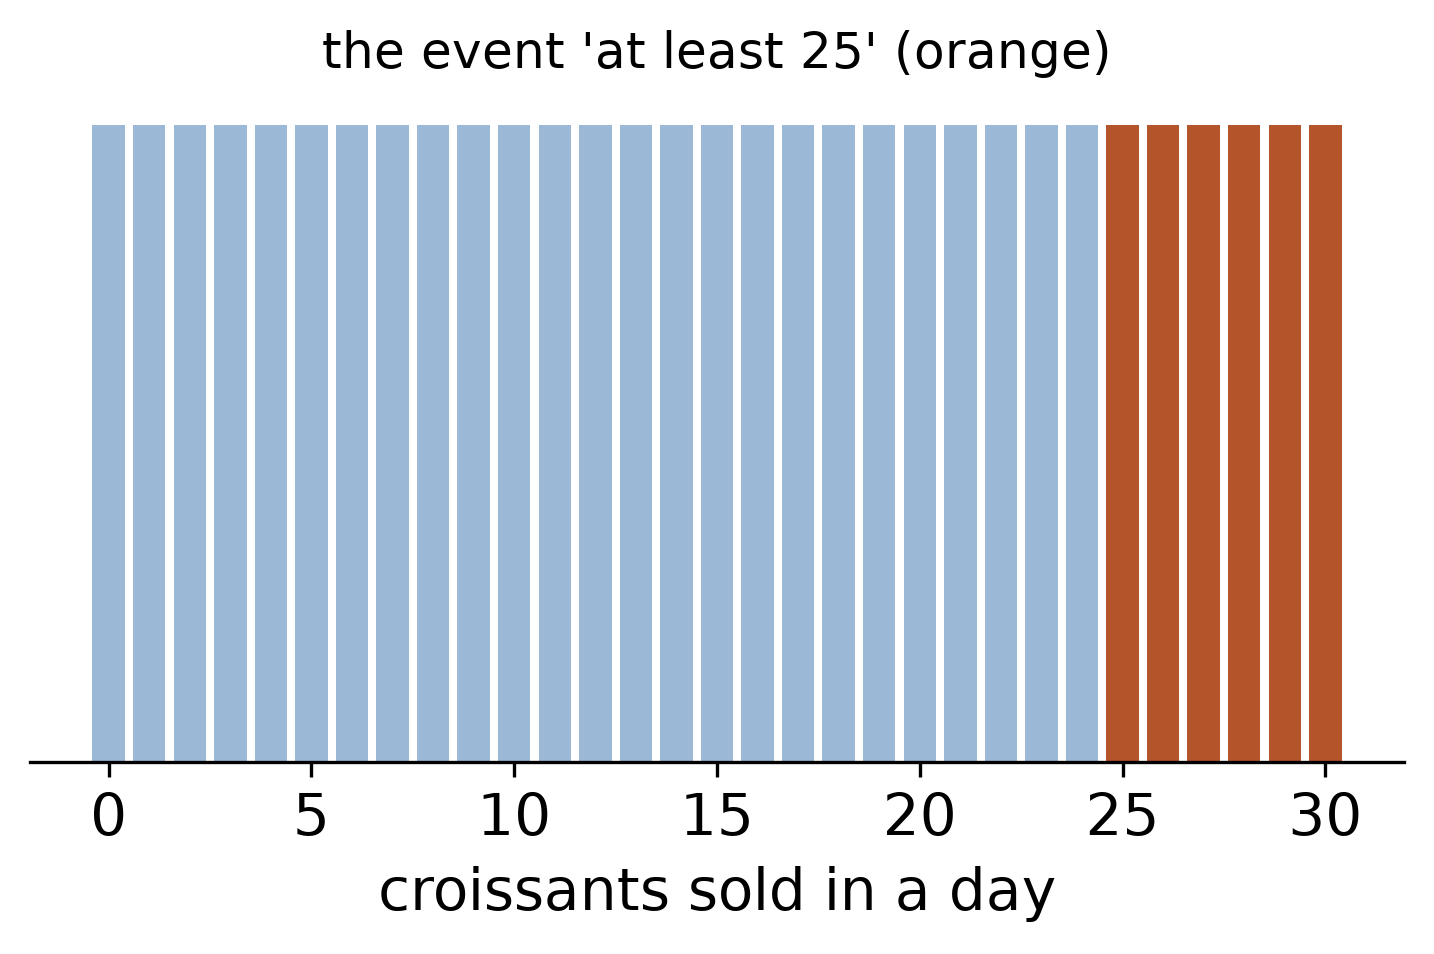 the event 'at least 25' (orange)
0 5 10 15 20 25 30
croissants sold in a day